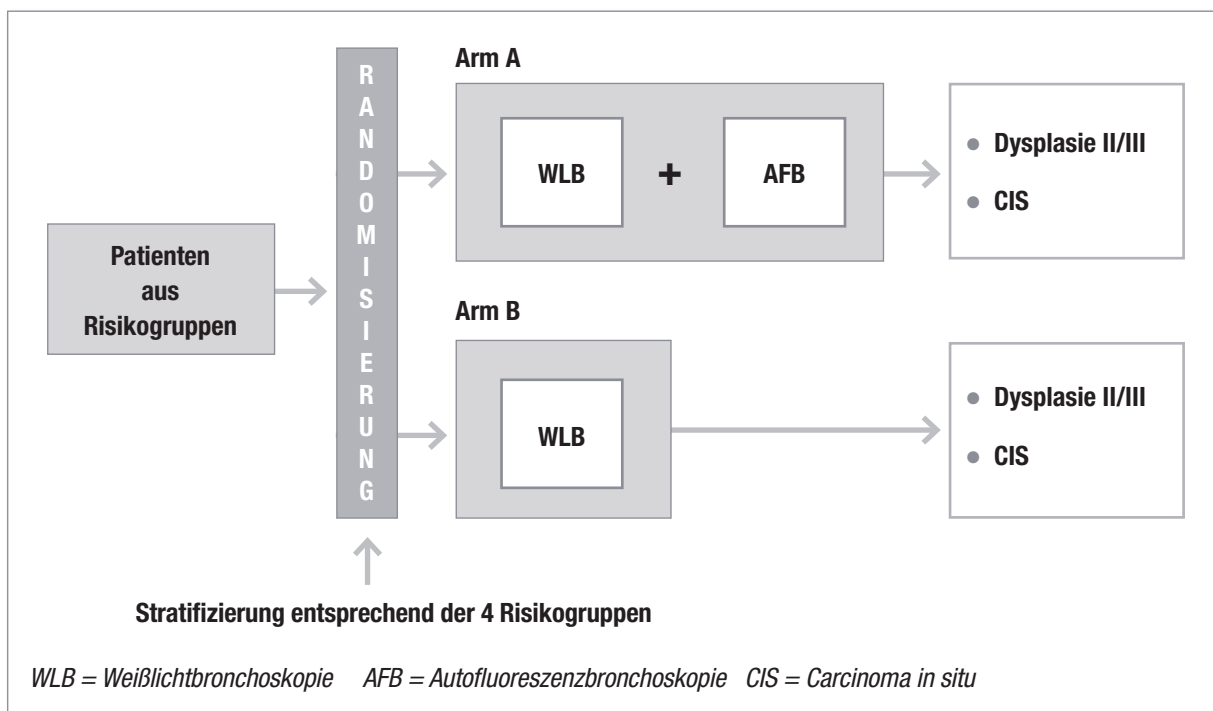 Patienten
aus
Risikogruppen
RANDOMISIERUNG
Arm A
WLB
+
AFB
Dysplasie II/III
CIS
Arm B
WLB
Dysplasie II/III
CIS
Stratifizierung entsprechend der 4 Risikogruppen
WLB = Weißlichtbronchoskopie AFB = Autofluoreszenzbronchoskopie CIS = Carcinoma in situ